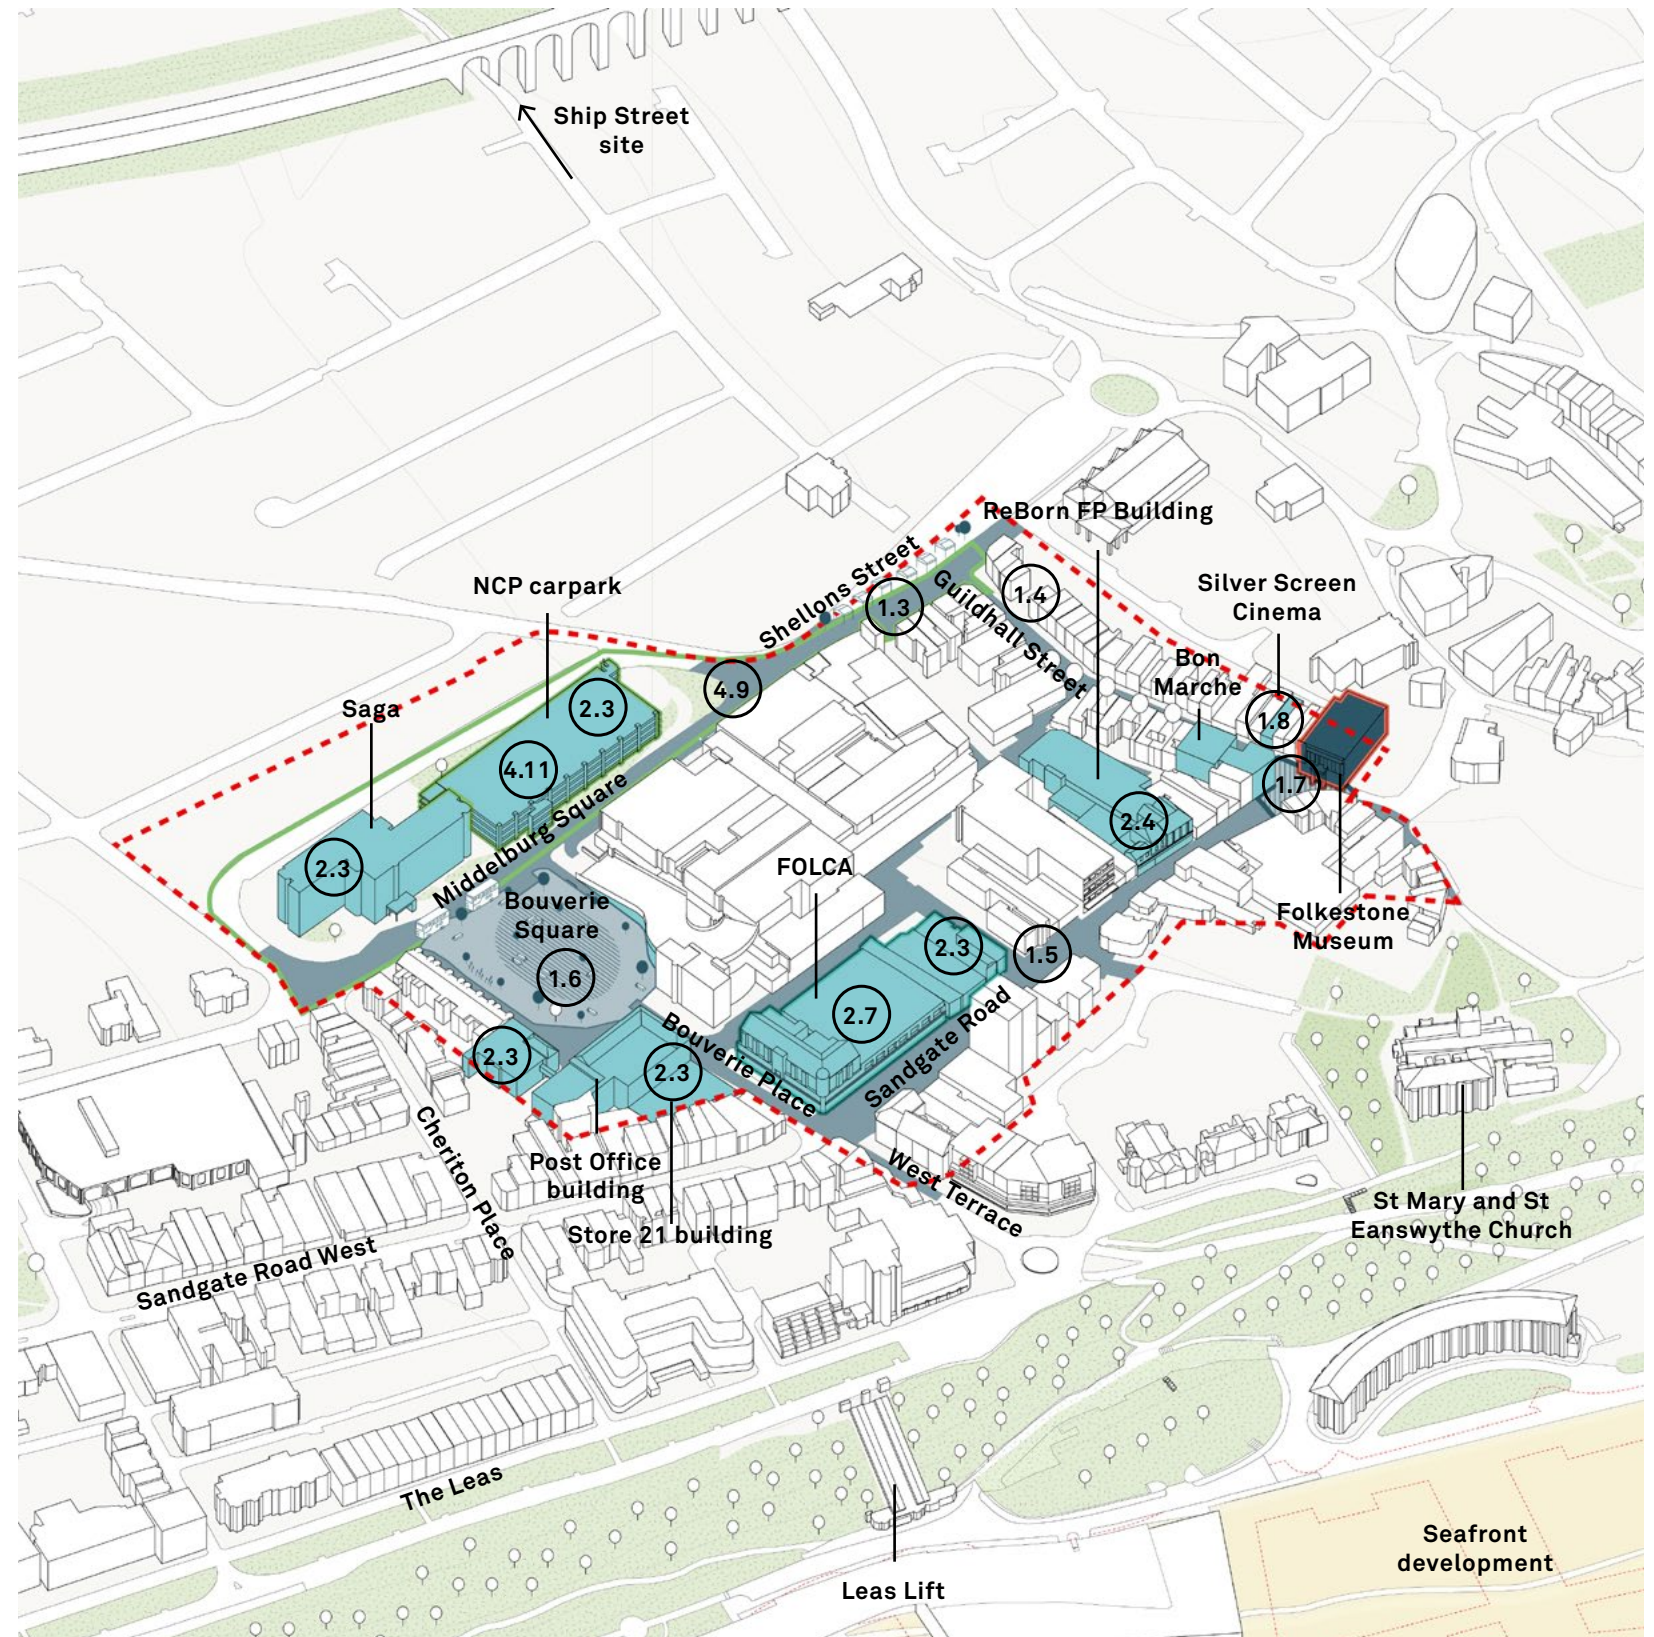 Ship Street
site
ReBorn FP Building
Shellons Street
NCP carpark
Silver Screen
Cinema
1.3
1.4
Guildhall Street
Bon
Marche
4.9
2.3
Saga
1.8
4.11
1.7
Middelburg Square
2.4
2.3
FOLCA
Bouverie
Square
Folkestone
Museum
2.3
1.5
1.6
2.7
Sandgate Road
Bouverie Place
2.3
2.3
Cheriton Place
Post Office
building
West Terrace
St Mary and St
Eanswythe Church
Store 21 building
Sandgate Road West
The Leas
Seafront
development
Leas Lift